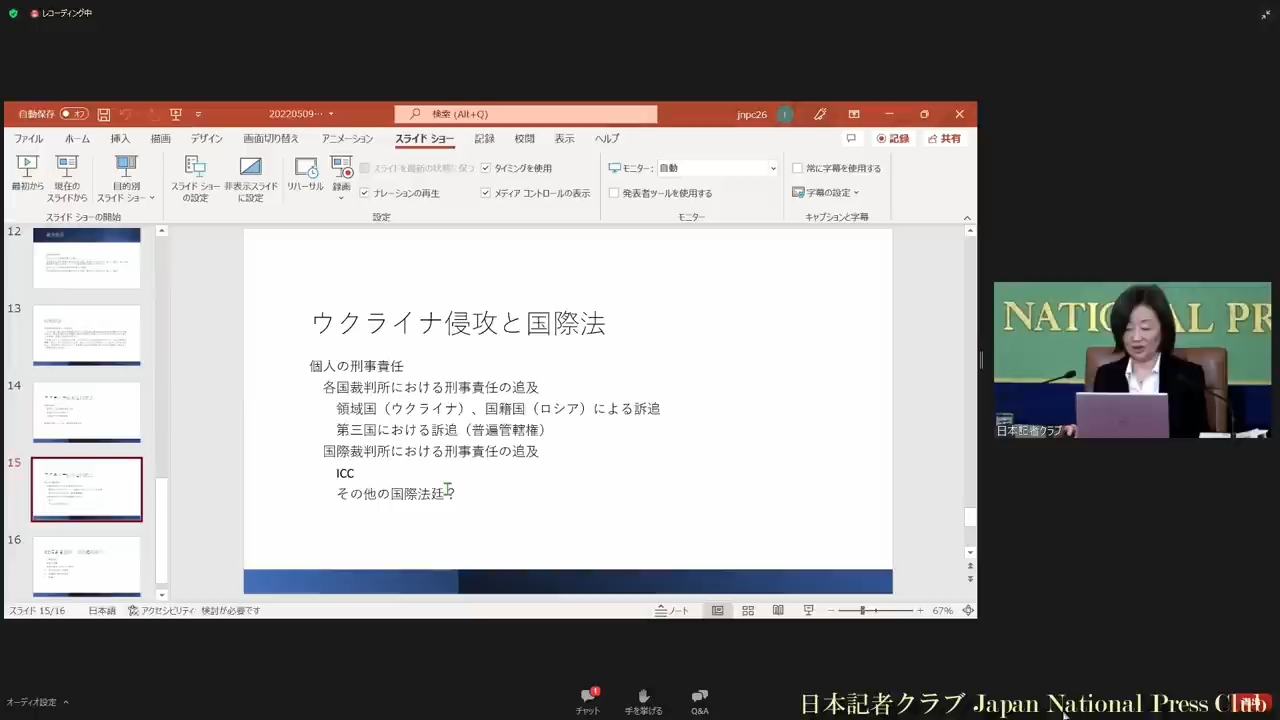 レコーディング中
自動保存 オフ
20220509…
検索 (Alt+Q)
jnpc26
ファイル ホーム 挿入 描画 デザイン 画面切り替え アニメーション スライド ショー 記録 校閲 表示 ヘルプ
記録 共有
最初から
現在の
スライドから
目的別
スライド ショー
スライド ショーの開始
スライド ショー
の設定
非表示スライド
に設定
リハーサル
録画
スライドを最新の状態に保つ
ナレーションの再生
タイミングを使用
メディア コントロールの表示
設定
モニター: 自動
発表者ツールを使用する
モニター
常に字幕を使用する
字幕の設定
キャプションと字幕
12
13
14
15
16
ウクライナ侵攻と国際法
個人の刑事責任
各国裁判所における刑事責任の追及
領域国（ウクライナ）、国籍国（ロシア）による訴追
第三国における訴追（普遍管轄権）
国際裁判所における刑事責任の追及
ICC
その他の国際法廷？
NATIONAL PR
日本記者クラブ
スライド 15/16 日本語 アクセシビリティ: 検討が必要です
ノート
67%
オーディオ設定
1
チャット
手を挙げる
Q&A
日本記者クラブ Japan National Press Club